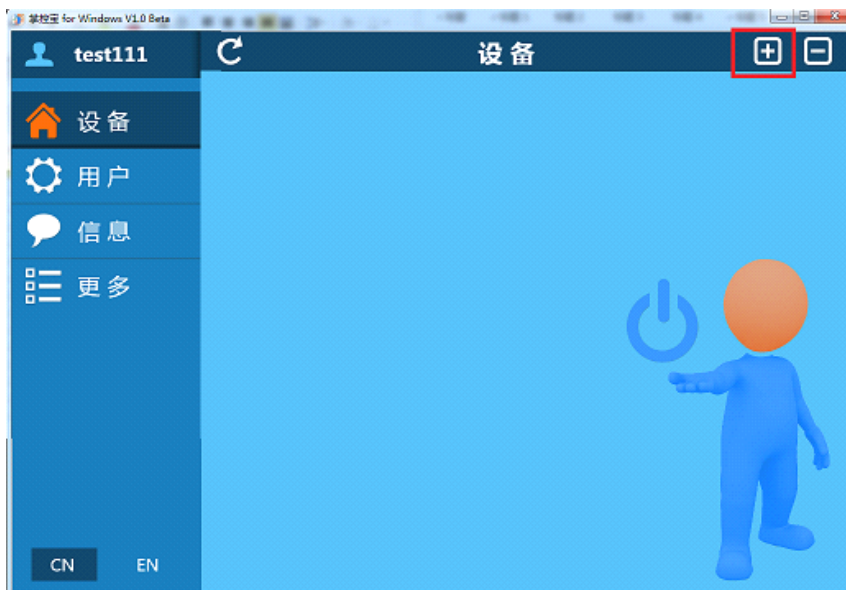 掌控宝 for Windows V1.0 Beta
test111
设备
设备
用户
信息
更多
CN
EN